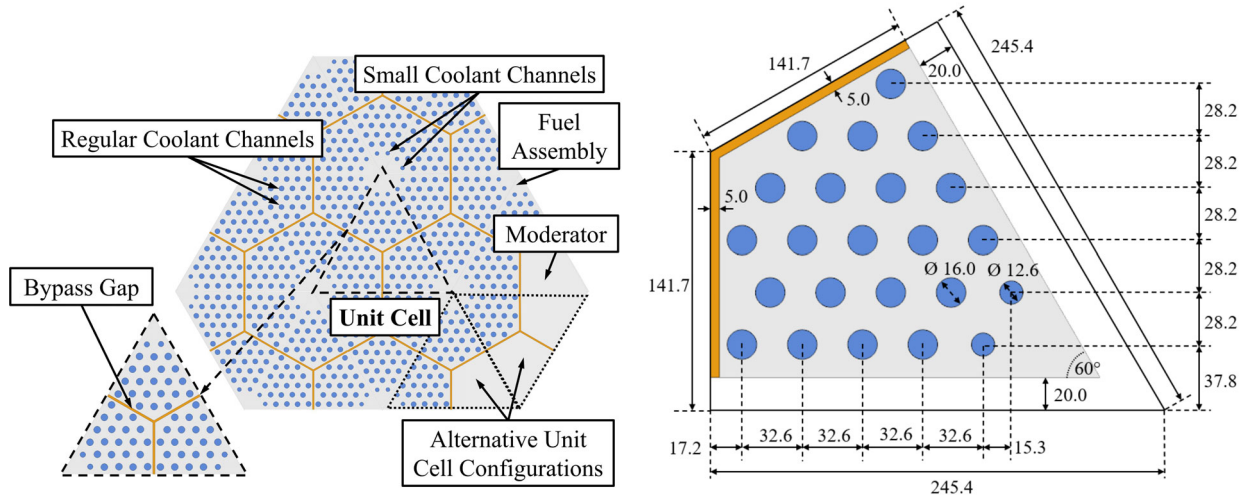 Small Coolant Channels
Regular Coolant Channels
Fuel
Assembly
Moderator
Bypass Gap
Unit Cell
Alternative Unit
Cell Configurations
141.7
5.0
20.0
245.4
28.2
28.2
5.0
28.2
28.2
Ø 16.0
Ø 12.6
141.7
28.2
60°
37.8
20.0
17.2
32.6
32.6
32.6
32.6
15.3
245.4